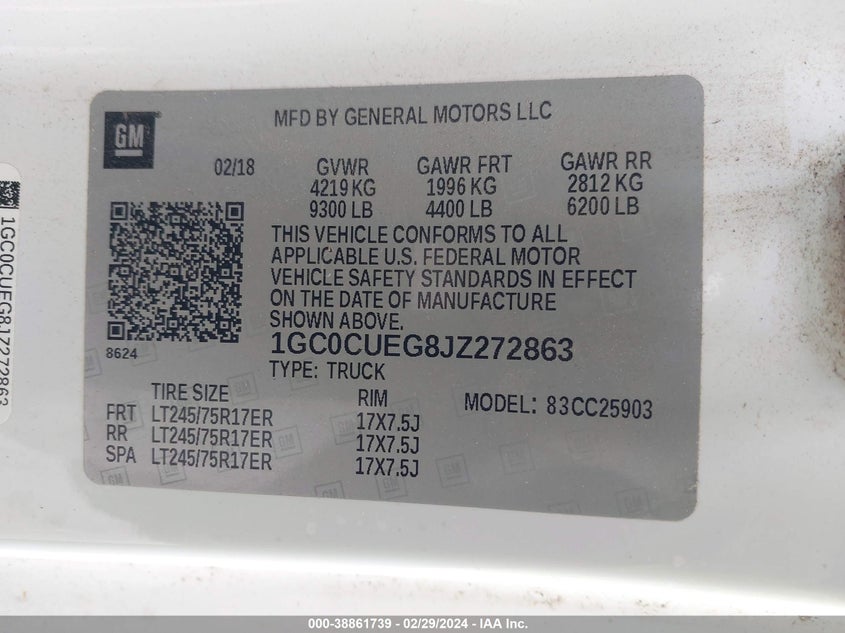 GM
MFD BY GENERAL MOTORS LLC
02/18 GVWR GAWR FRT GAWR RR
4219 KG 1996 KG 2812 KG
9300 LB 4400 LB 6200 LB
THIS VEHICLE CONFORMS TO ALL
APPLICABLE U.S. FEDERAL MOTOR
VEHICLE SAFETY STANDARDS IN EFFECT
ON THE DATE OF MANUFACTURE
SHOWN ABOVE.
8624
1GC0CUEG8JZ272863
TYPE: TRUCK
TIRE SIZE RIM MODEL: 83CC25903
FRT LT245/75R17ER 17X7.5J
RR LT245/75R17ER 17X7.5J
SPA LT245/75R17ER 17X7.5J
1GC0CUEG8JZ272863
000-38861739 - 02/29/2024 - IAA Inc.